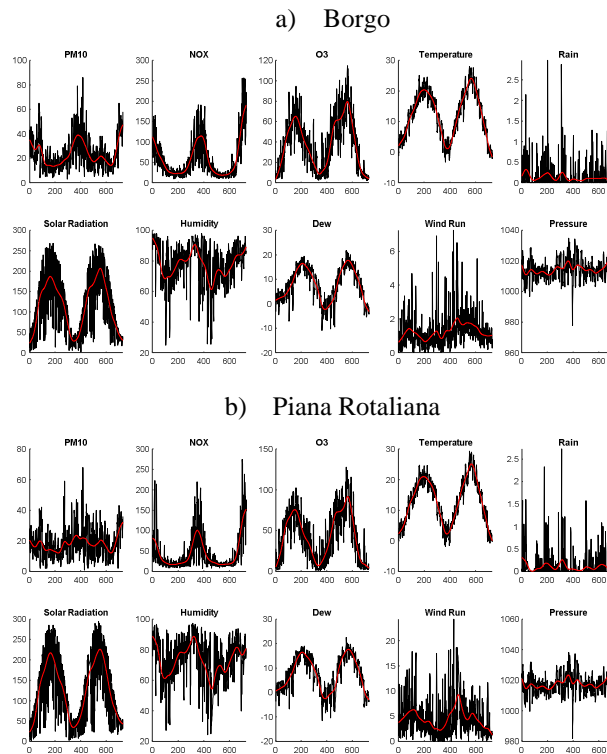 a) Borgo
PM10 NOX O3 Temperature Rain
100 300 120 30
80 250 100 2.5
60 200 80 20 2
150 60 10 1.5
40 100 40 1
20 50 20 0 0.5
0 0 0 -10 0
0 200 400 600 0 200 400 600 0 200 400 600 0 200 400 600 0 200 400 600
Solar Radiation Humidity Dew Wind Run Pressure
300 100 30 1040
250 20 6 1020
200 80 10 4 1000
150 60 0
100 40 -10 2 980
50
0 20 -20 0 960
0 200 400 600 0 200 400 600 0 200 400 600 0 200 400 600 0 200 400 600
b) Piana Rotaliana
PM10 NOX O3 Temperature Rain
80 300 150 30
250 2.5
60 200 100 20 2
40 150 10 1.5
100 50 1
20 50 0 0.5
0 0 0 -10 0
0 200 400 600 0 200 400 600 0 200 400 600 0 200 400 600 0 200 400 600
Solar Radiation Humidity Dew Wind Run Pressure
300 100 30 1060
250 80 20 20 1040
200 10 15
150 60 10 1020
100 40 0 1000
50 -10 5
0 20 -20 0 980
0 200 400 600 0 200 400 600 0 200 400 600 0 200 400 600 0 200 400 600